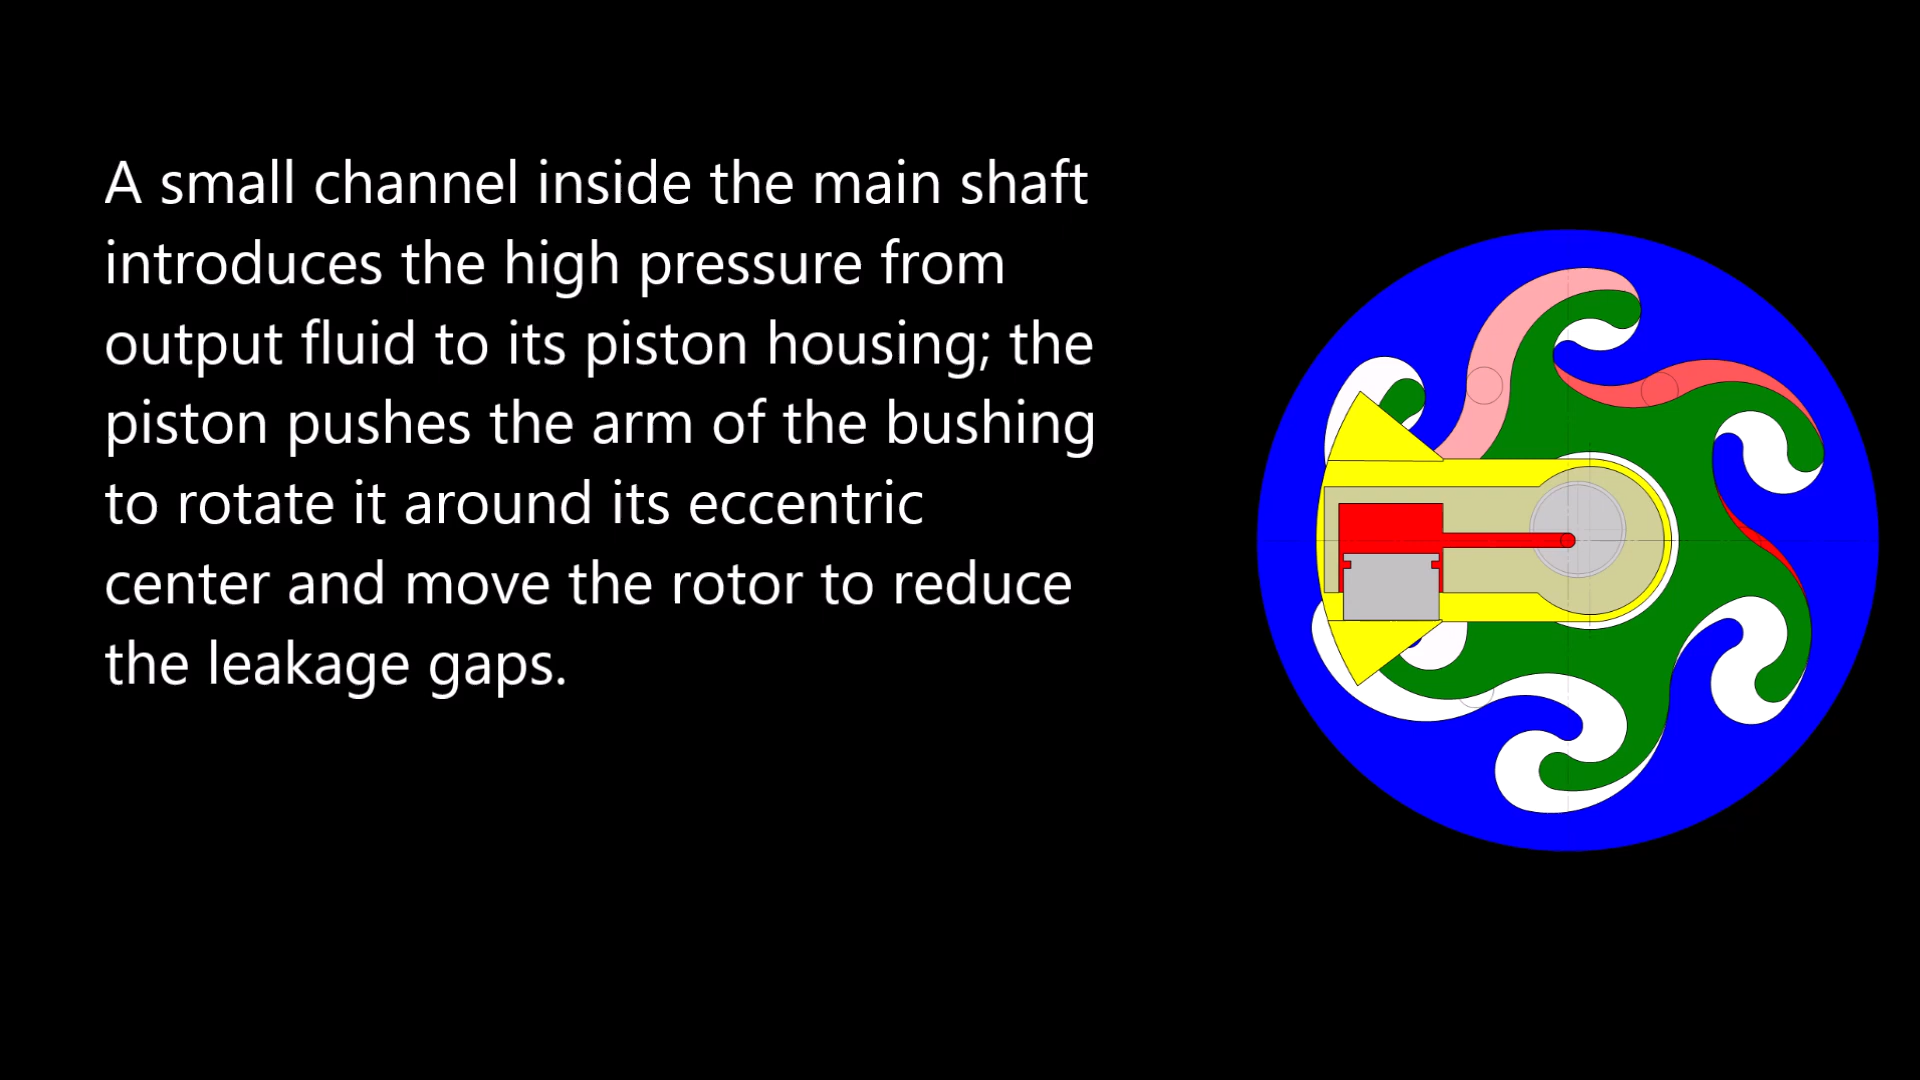 A small channel inside the main shaft
introduces the high pressure from
output fluid to its piston housing; the
piston pushes the arm of the bushing
to rotate it around its eccentric
center and move the rotor to reduce
the leakage gaps.